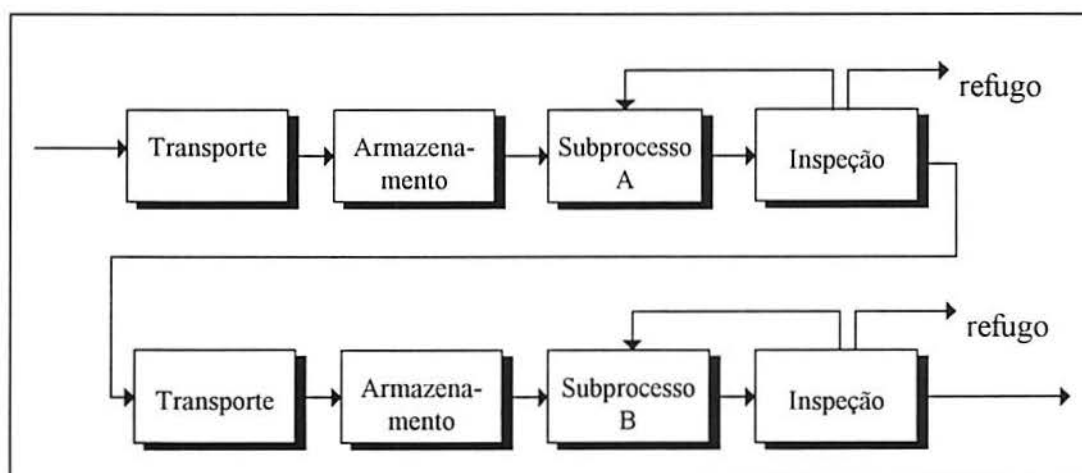 refugo
Transporte
Armazena-
mento
Subprocesso
A
Inspeção
refugo
Transporte
Armazena-
mento
Subprocesso
B
Inspeção